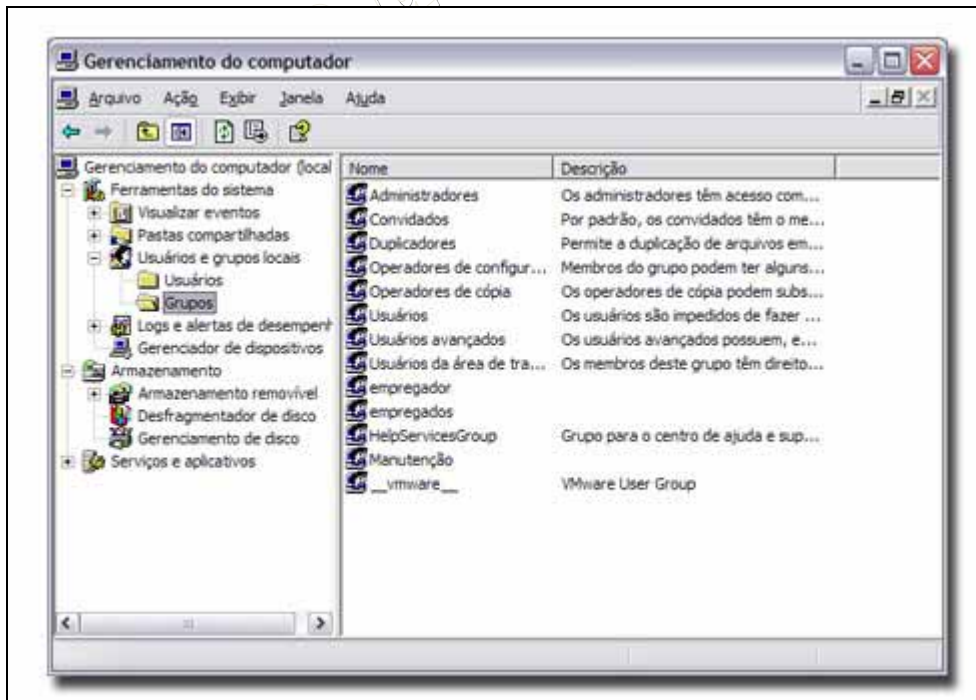 Gerenciamento do computador
Arquivo Ação Exibir Janela Ajuda
Gerenciamento do computador (local
Ferramentas do sistema
Visualizar eventos
Pastas compartilhadas
Usuários e grupos locais
Usuários
Grupos
Logs e alertas de desempenh
Gerenciador de dispositivos
Armazenamento
Armazenamento removível
Desfragmentador de disco
Gerenciamento de disco
Serviços e aplicativos
Nome Descrição
Administradores Os administradores têm acesso com...
Convidados Por padrão, os convidados têm o me...
Duplicadores Permite a duplicação de arquivos em...
Operadores de configur... Membros do grupo podem ter alguns...
Operadores de cópia Os operadores de cópia podem subs...
Usuários Os usuários são impedidos de fazer ...
Usuários avançados Os usuários avançados possuem, e...
Usuários da área de tra... Os membros deste grupo têm direito...
empregador
empregados
HelpServicesGroup Grupo para o centro de ajuda e sup...
Manutenção
__vmware__ VMware User Group